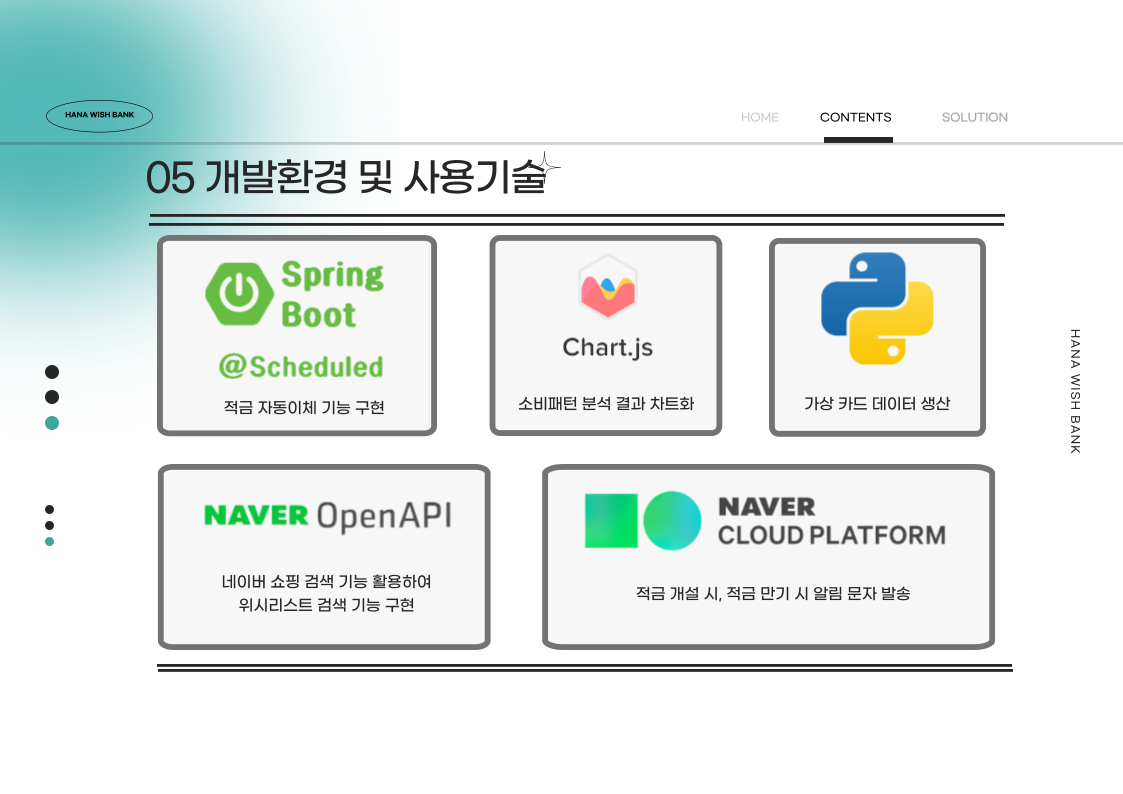 HANA WISH BANK
HOME
CONTENTS
SOLUTION
05 개발환경 및 사용기술
Spring
Boot
@Scheduled
적금 자동이체 기능 구현
Chart.js
소비패턴 분석 결과 차트화
가상 카드 데이터 생산
HANA WISH BANK
NAVER OpenAPI
네이버 쇼핑 검색 기능 활용하여
위시리스트 검색 기능 구현
NAVER
CLOUD PLATFORM
적금 개설 시, 적금 만기 시 알림 문자 발송